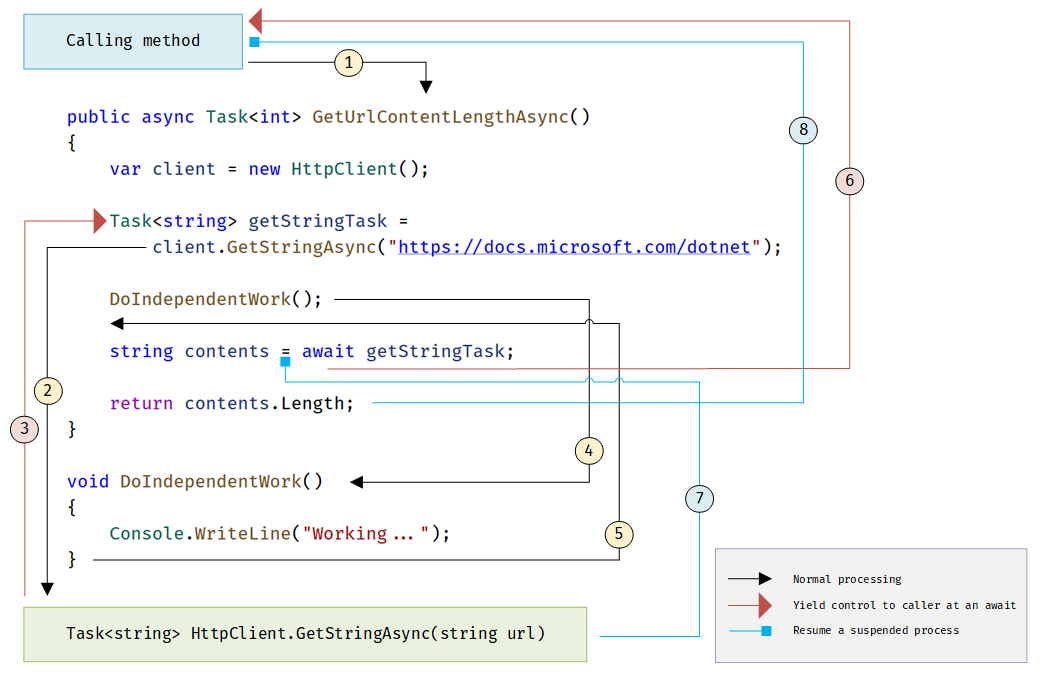 Calling method
1
public async Task<int> GetUrlContentLengthAsync()
{
var client = new HttpClient();
8
6
Task<string> getStringTask =
client.GetStringAsync("https://docs.microsoft.com/dotnet");
DoIndependentWork();
string contents = await getStringTask;
2
return contents.Length;
3
}
4
void DoIndependentWork()
{
7
Console.WriteLine("Working...");
5
}
Normal processing
Yield control to caller at an await
Resume a suspended process
Task<string> HttpClient.GetStringAsync(string url)